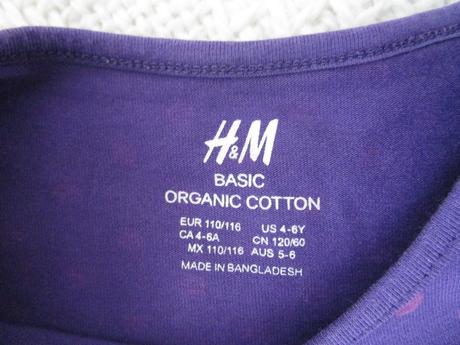 H&M
BASIC
ORGANIC COTTON
EUR 110/116 US 4-6Y
CA 4-6A CN 120/60
MX 110/116 AUS 5-6
MADE IN BANGLADESH